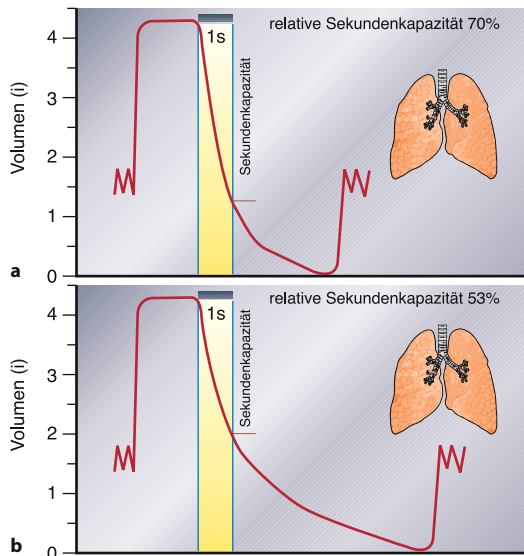 relative Sekundenkapazität 70%
1s
Sekundenkapazität
Volumen (i)
4
3
2
1
0
a
relative Sekundenkapazität 53%
1s
Sekundenkapazität
Volumen (i)
4
3
2
1
0
b